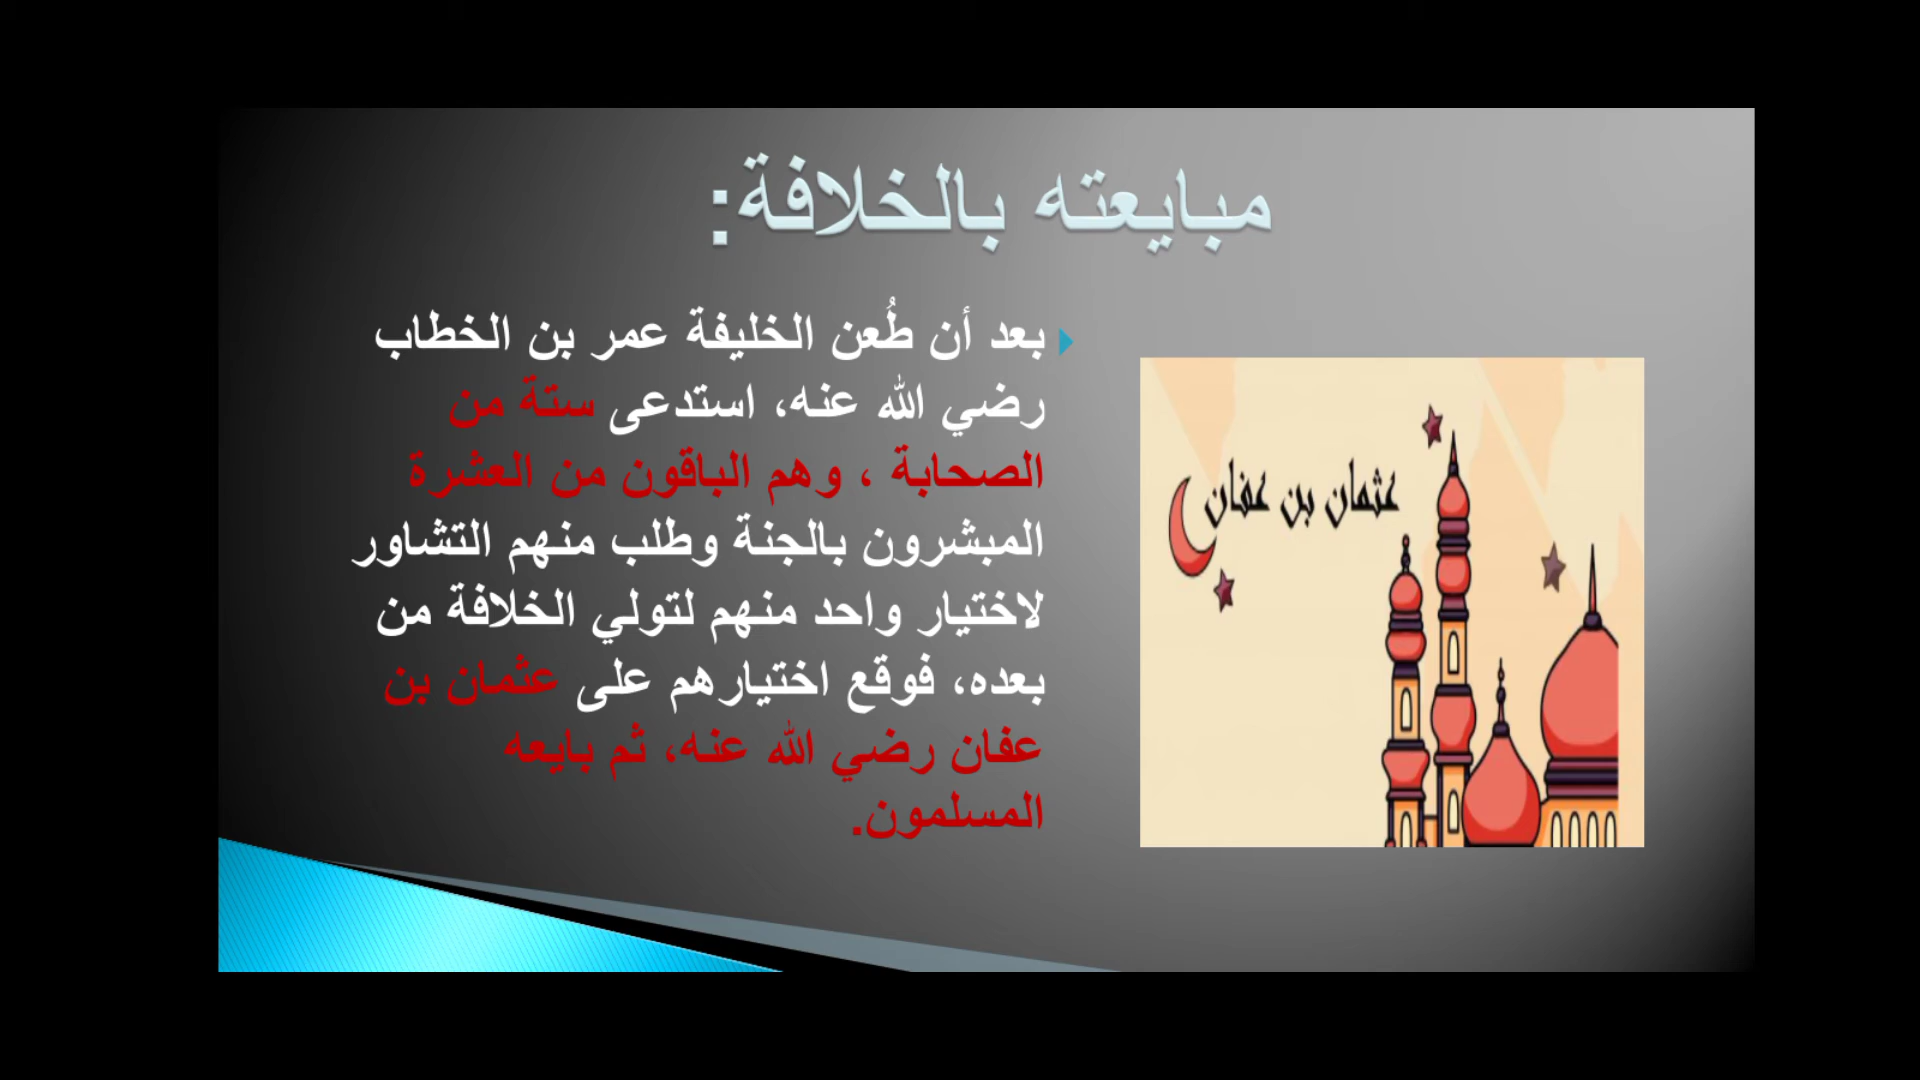 مبايعته بالخلافة:
بعد أن طُعن الخليفة عمر بن الخطاب
رضي الله عنه، استدعى ستة من
الصحابة ، وهم الباقون من العشرة
المبشرون بالجنة وطلب منهم التشاور
لاختيار واحد منهم لتولي الخلافة من
بعده، فوقع اختيارهم على عثمان بن
عفان رضي الله عنه، ثم بايعه
المسلمون.
عثمان بن عفان